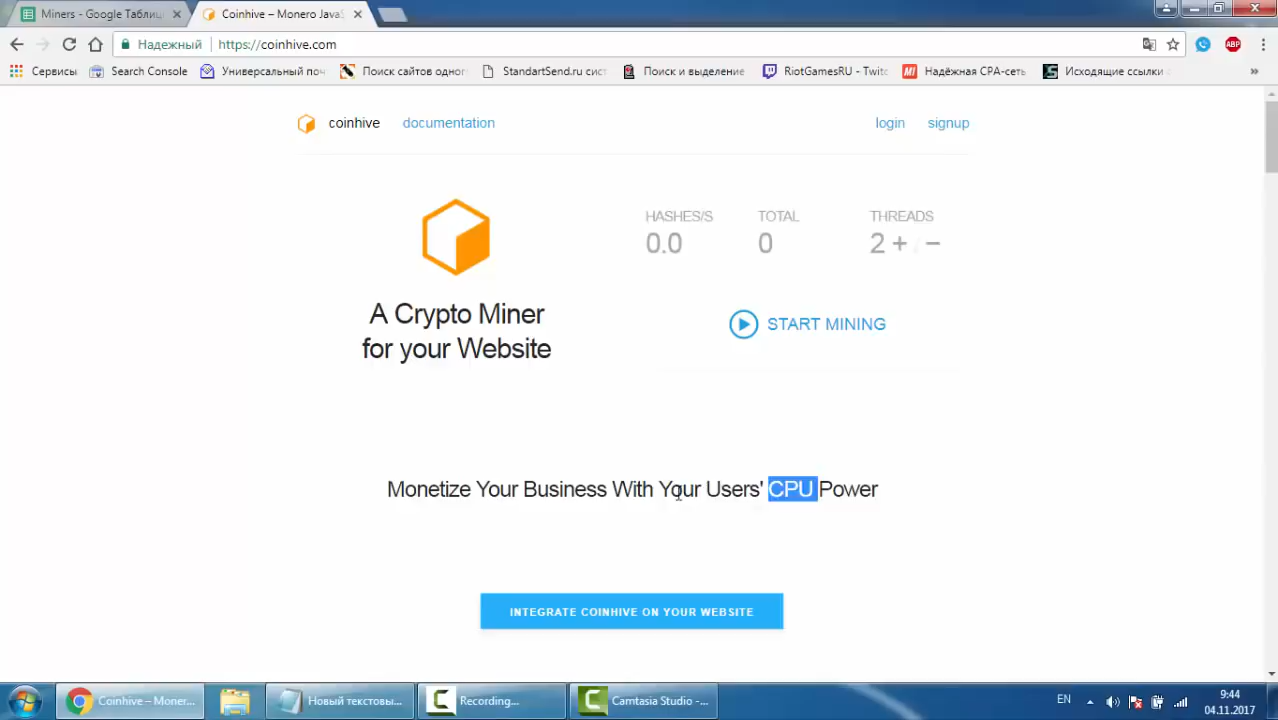 Miners - Google Таблиц
Coinhive – Monero JavaS
Надежный https://coinhive.com
Сервисы Search Console Универсальный поч Поиск сайтов одног StandartSend.ru сис Поиск и выделение RiotGamesRU - Twitc Надёжная CPA-сеть Исходящие ссылки
coinhive documentation login signup
HASHES/S TOTAL THREADS
0.0 0 2 + / −
A Crypto Miner
for your Website
START MINING
Monetize Your Business With Your Users' CPU Power
INTEGRATE COINHIVE ON YOUR WEBSITE
Coinhive – Moner... Новый текстовы... Recording... Camtasia Studio -... EN 9:44
04.11.2017